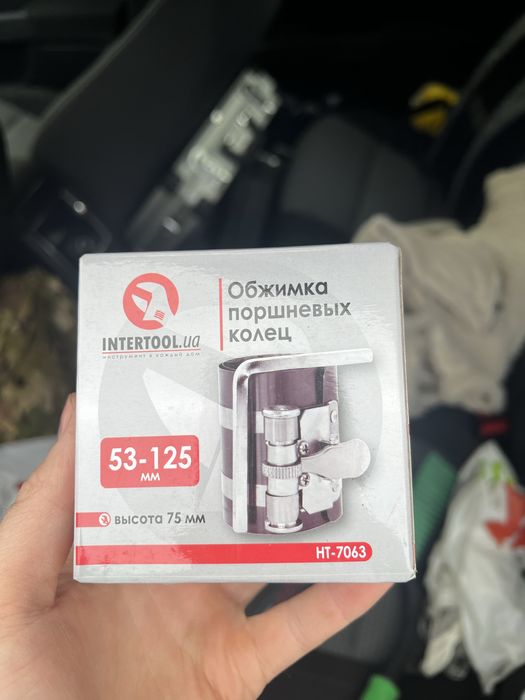 INTERTOOL.ua
инструмент в каждый дом
Обжимка
поршневых
колец
53-125
мм
высота 75 мм
HT-7063